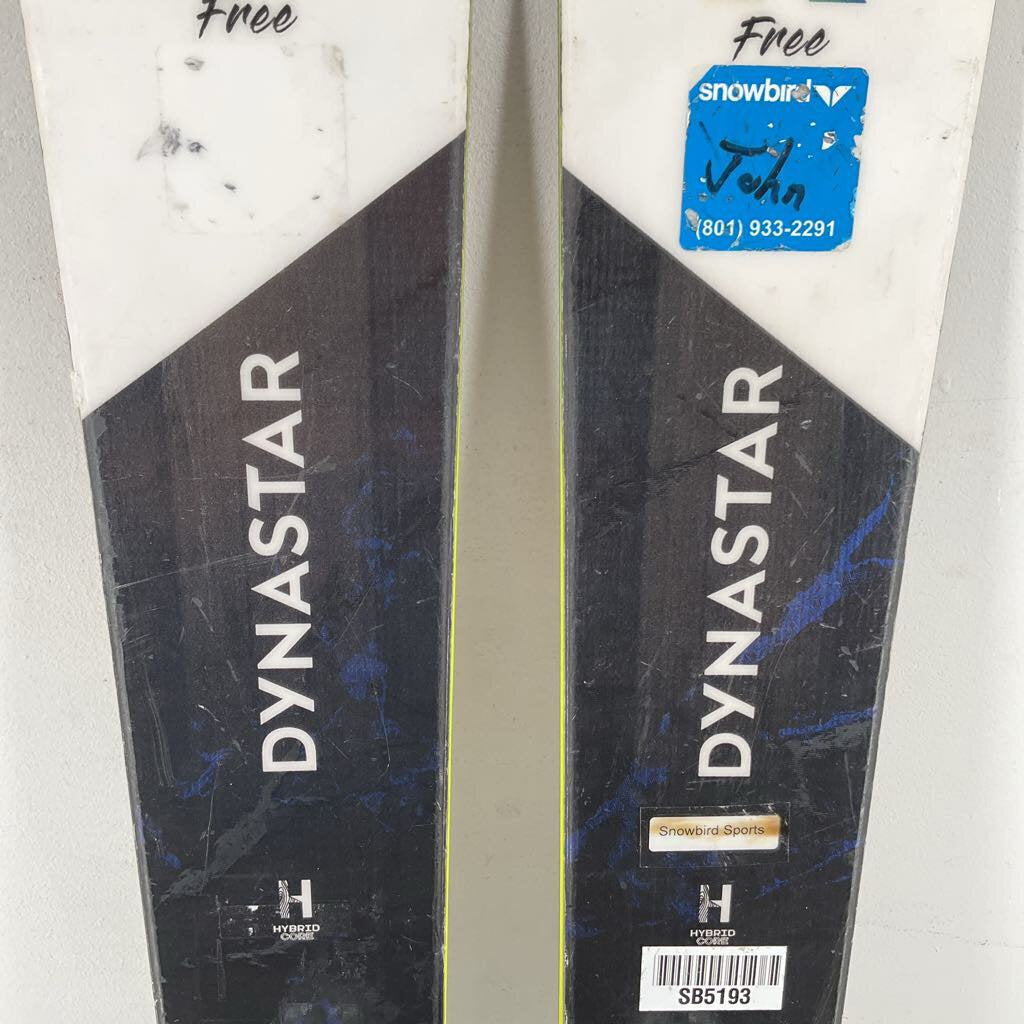 Free
DYNASTAR
HYBRID
CORE
Free
snowbird
John
(801) 933-2291
DYNASTAR
Snowbird Sports
HYBRID
CORE
SB5193